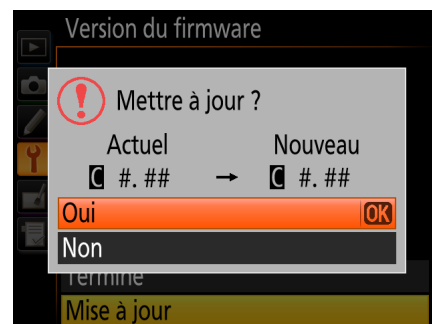 Version du firmware
Mettre à jour ?
Actuel Nouveau
C #.## → C #.##
Oui OK
Non
Terminé
Mise à jour